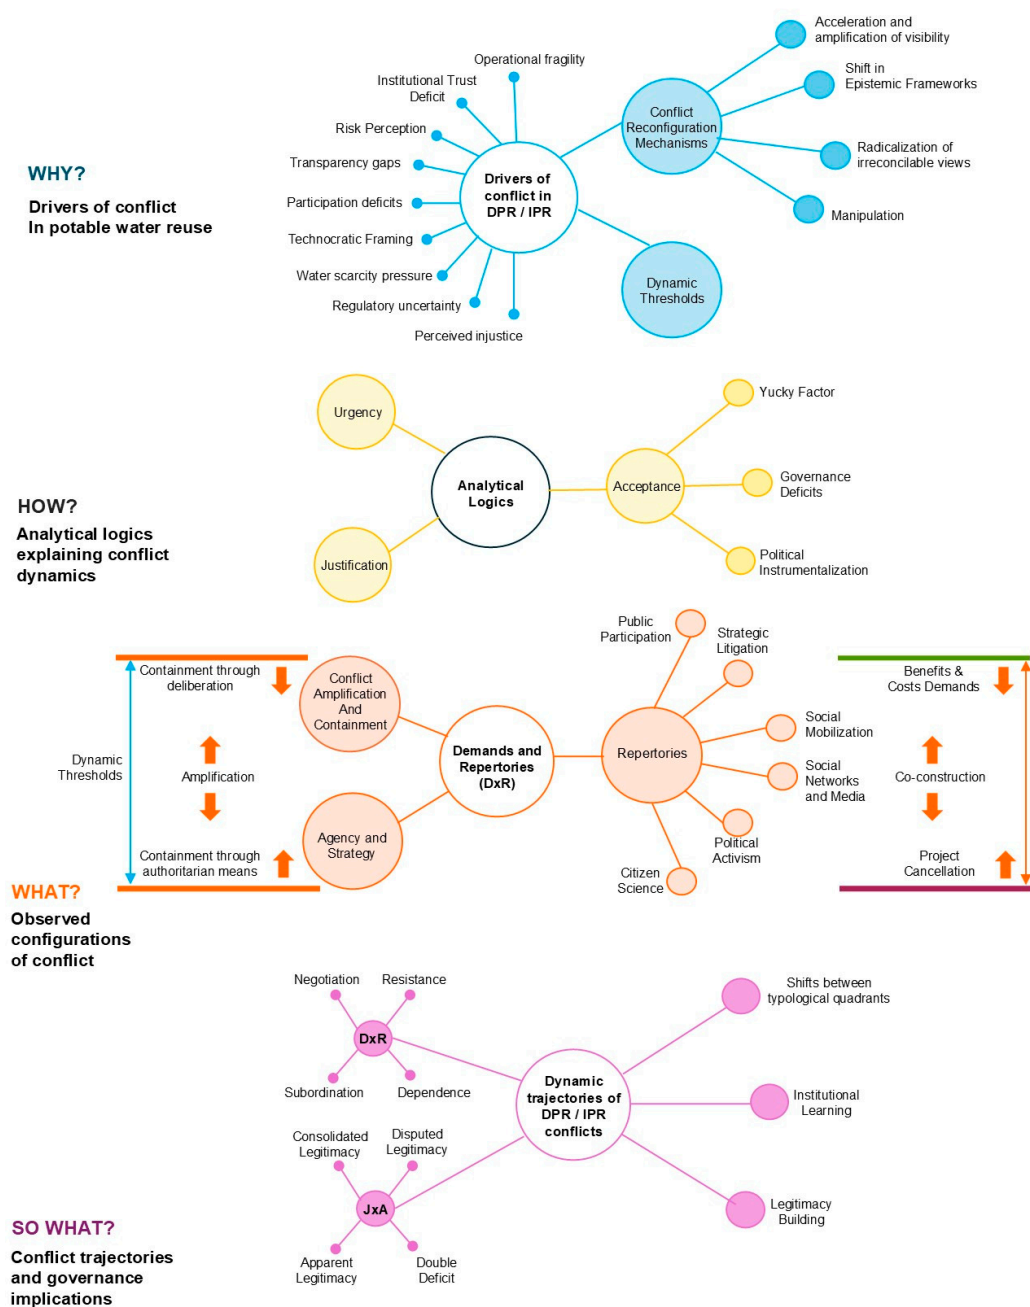 WHY?
Drivers of conflict
In potable water reuse
Operational fragility
Institutional Trust
Deficit
Risk Perception
Transparency gaps
Participation deficits
Technocratic Framing
Water scarcity pressure
Regulatory uncertainty
Perceived injustice
Drivers of
conflict in
DPR / IPR
Conflict
Reconfiguration
Mechanisms
Dynamic
Thresholds
Acceleration and
amplification of visibility
Shift in
Epistemic Frameworks
Radicalization of
irreconcilable views
Manipulation
HOW?
Analytical logics
explaining conflict
dynamics
Urgency
Justification
Analytical
Logics
Acceptance
Yucky Factor
Governance
Deficits
Political
Instrumentalization
WHAT?
Observed
configurations
of conflict
Dynamic
Thresholds
Containment through
deliberation
Amplification
Containment through
authoritarian means
Conflict
Amplification
And
Containment
Agency and
Strategy
Demands and
Repertories
(DxR)
Repertories
Public
Participation
Strategic
Litigation
Social
Mobilization
Social
Networks
and Media
Political
Activism
Citizen
Science
Benefits &
Costs Demands
Co-construction
Project
Cancellation
SO WHAT?
Conflict trajectories
and governance
implications
Negotiation
Resistance
DxR
Subordination
Dependence
Consolidated
Legitimacy
Disputed
Legitimacy
JxA
Apparent
Legitimacy
Double
Deficit
Dynamic
trajectories of
DPR / IPR
conflicts
Shifts between
typological quadrants
Institutional
Learning
Legitimacy
Building